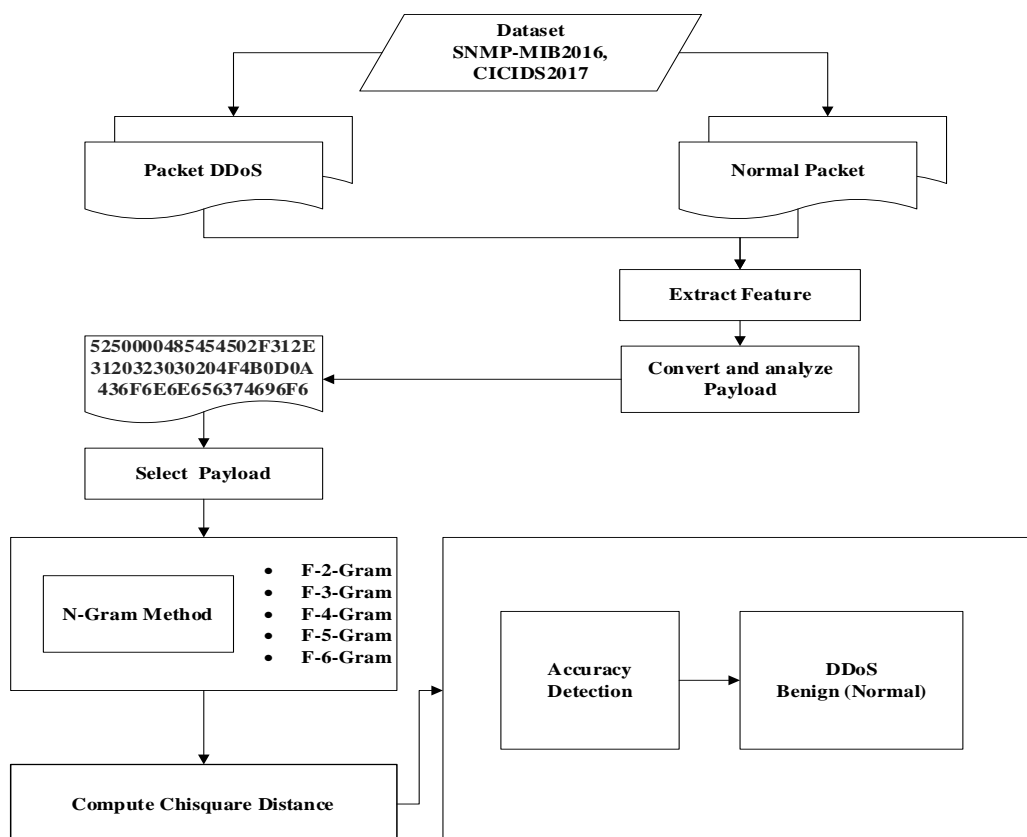 Dataset
SNMP-MIB2016,
CICIDS2017
Packet DDoS
Normal Packet
Extract Feature
Convert and analyze
Payload
5250000485454502F312E
3120323030204F4B0D0A
436F6E6E656374696F6
Select Payload
N-Gram Method
• F-2-Gram
• F-3-Gram
• F-4-Gram
• F-5-Gram
• F-6-Gram
Compute Chisquare Distance
Accuracy
Detection
DDoS
Benign (Normal)